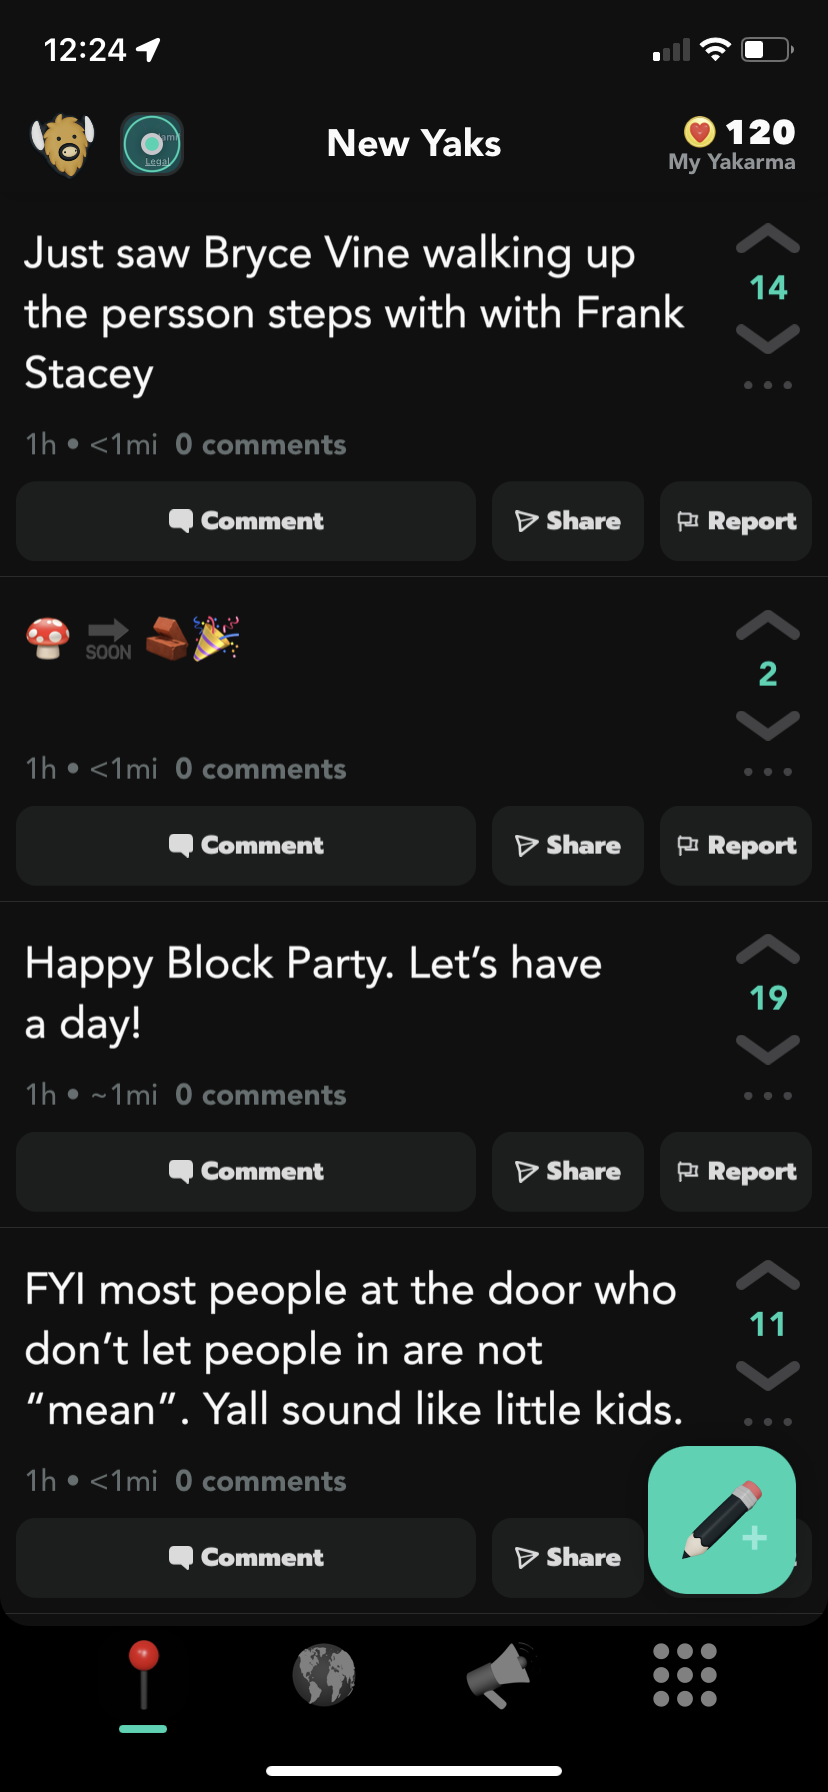 12:24
New Yaks
120
My Yakarma
Legal
Just saw Bryce Vine walking up
the persson steps with with Frank
Stacey
14
1h • <1mi 0 comments
Comment
Share
Report
🍄 🔜 🧱🎉
2
1h • <1mi 0 comments
Comment
Share
Report
Happy Block Party. Let’s have
a day!
19
1h • ~1mi 0 comments
Comment
Share
Report
FYI most people at the door who
don’t let people in are not
“mean”. Yall sound like little kids.
11
1h • <1mi 0 comments
Comment
Share